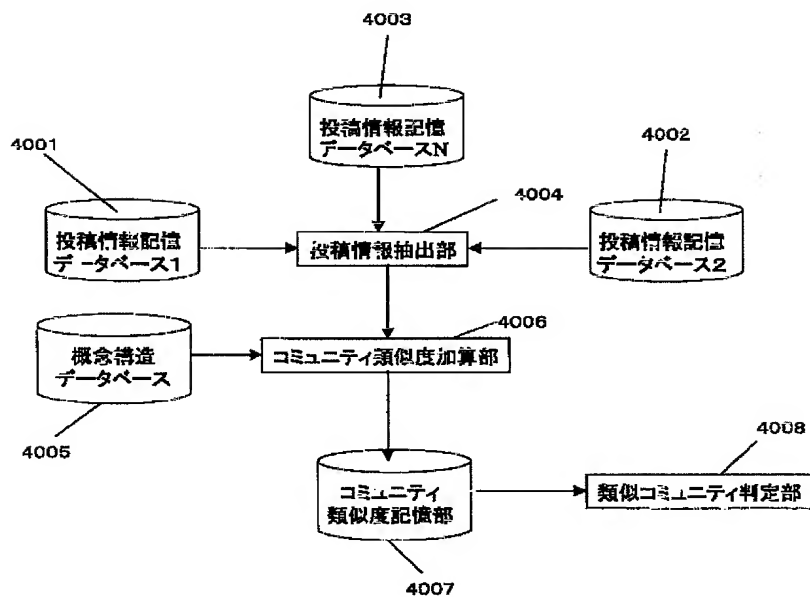 4003
投稿情報記憶
データベースN
4001
4002
4004
投稿情報記憶
データベース1
投稿情報抽出部
投稿情報記憶
データベース2
4006
概念構造
データベース
コミュニティ類似度加算部
4005
4008
コミュニティ
類似度記憶部
類似コミュニティ判定部
4007